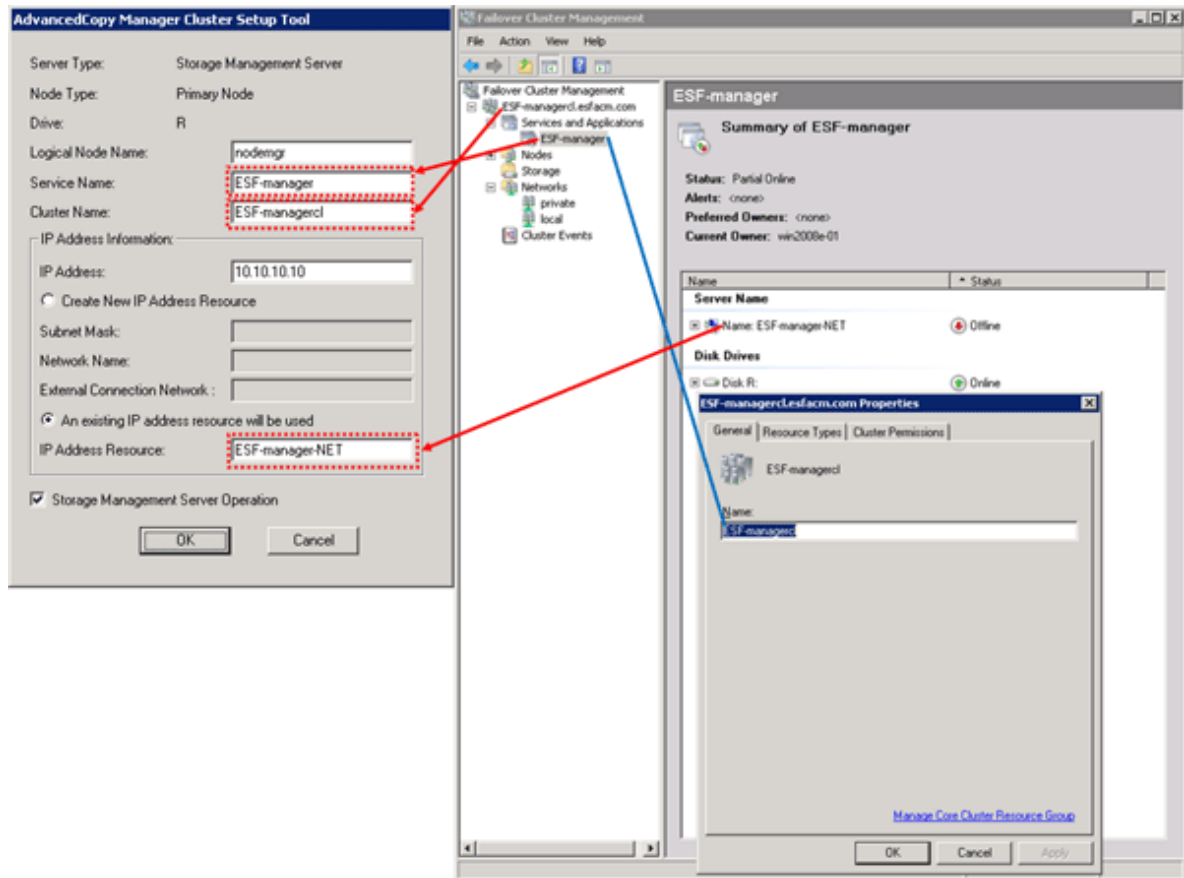 AdvancedCopy Manager Cluster Setup Tool
Server Type: Storage Management Server
Node Type: Primary Node
Drive: R
Logical Node Name: nodemgr
Service Name: ESF-manager
Cluster Name: ESF-managercl
IP Address Information:
IP Address: 10.10.10.10
Create New IP Address Resource
Subnet Mask:
Network Name:
External Connection Network :
An existing IP address resource will be used
IP Address Resource: ESF-manager-NET
Storage Management Server Operation
OK Cancel
Failover Cluster Management
File Action View Help
Failover Cluster Management
ESF-managercl.esfacm.com
Services and Applications
ESF-manager
Nodes
Storage
Networks
private
local
Cluster Events
ESF-manager
Summary of ESF-manager
Status: Partial Online
Alerts: <none>
Preferred Owners: <none>
Current Owner: win2008e-01
Name Status
Server Name
Name: ESF-manager-NET Offline
Disk Drives
Disk R: Online
ESF-managercl.esfacm.com Properties
General Resource Types Cluster Permissions
ESF-managercl
Name:
ESF-managercl
Manage Core Cluster Resource Group
OK Cancel Apply